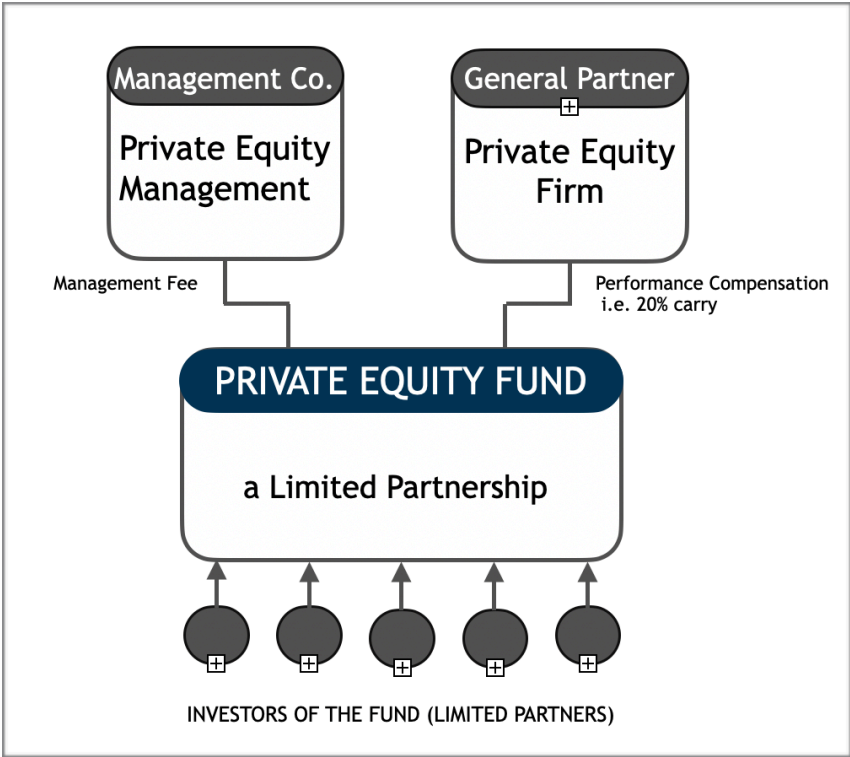 Management Co.
General Partner
Private Equity
Management
Private Equity
Firm
Management Fee
Performance Compensation
i.e. 20% carry
PRIVATE EQUITY FUND
a Limited Partnership
INVESTORS OF THE FUND (LIMITED PARTNERS)